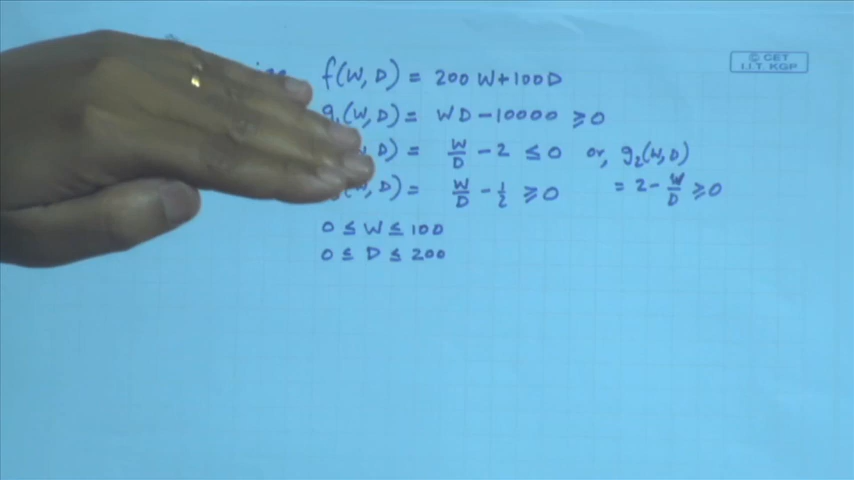 f(W, D) = 200 W + 100 D
© CET
I.I.T. KGP
(W, D) = WD - 10000 ≥ 0
D) = W/D - 2 ≤ 0 or, g₂(W, D)
D) = W/D - 1/2 ≥ 0 = 2 - W/D ≥ 0
0 ≤ W ≤ 100
0 ≤ D ≤ 200